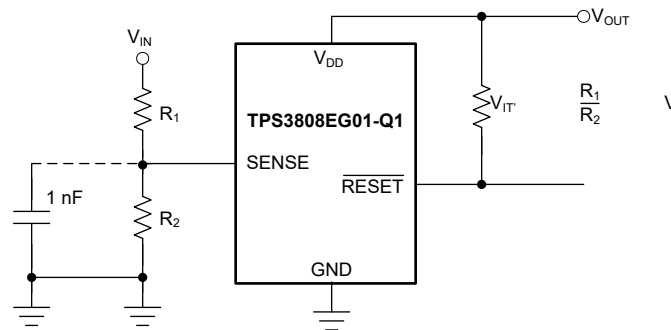 V_OUT
V_IN
V_DD
R_1
TPS3808EG01-Q1
V_IT'
R_1
R_2
V
SENSE
RESET
1 nF
R_2
GND